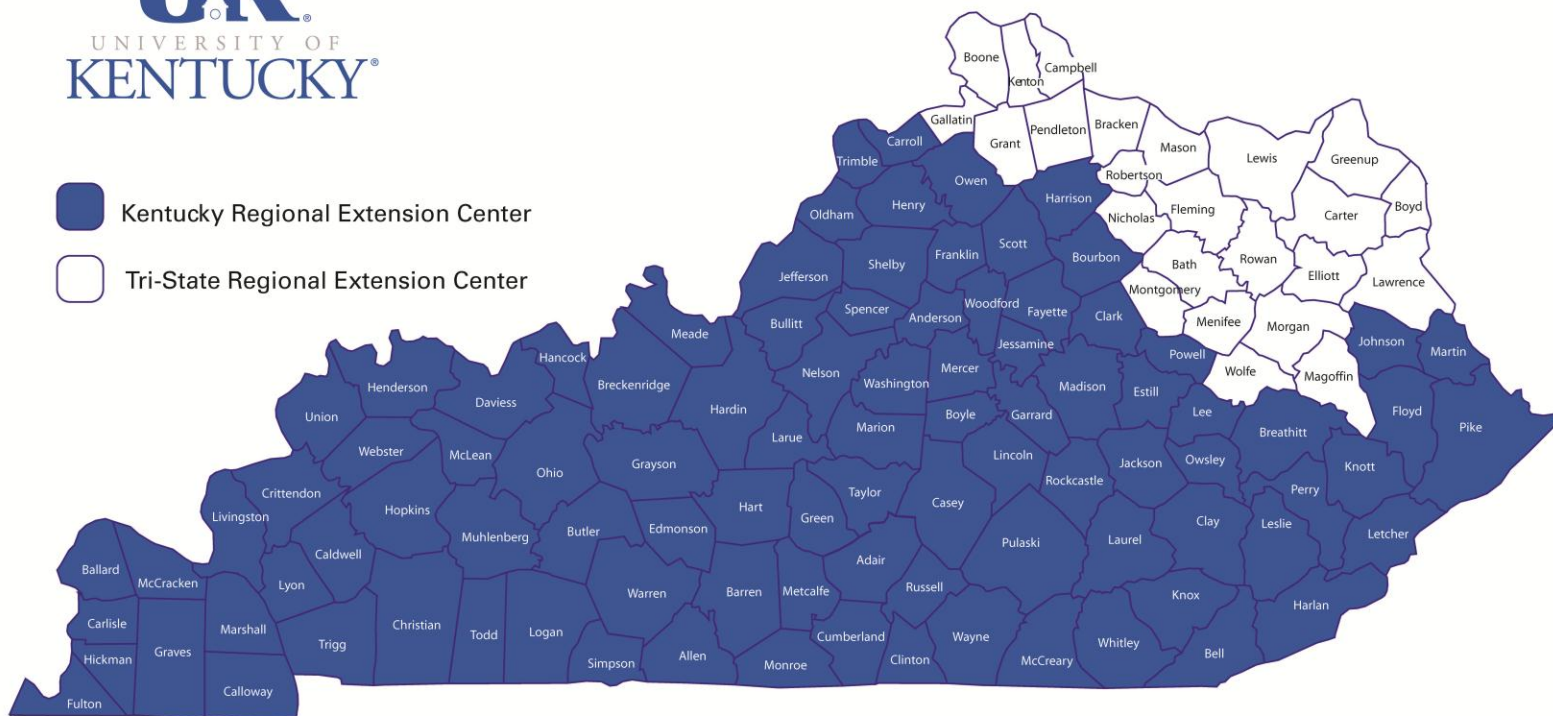 UK®
UNIVERSITY OF
KENTUCKY®
Kentucky Regional Extension Center
Tri-State Regional Extension Center
Boone
Kenton
Campbell
Gallatin
Grant
Pendleton
Bracken
Mason
Lewis
Greenup
Carroll
Trimble
Owen
Robertson
Harrison
Nicholas
Fleming
Carter
Boyd
Oldham
Henry
Scott
Bourbon
Bath
Rowan
Elliott
Lawrence
Jefferson
Shelby
Franklin
Montgomery
Spencer
Woodford
Fayette
Clark
Anderson
Menifee
Morgan
Bullitt
Meade
Jessamine
Powell
Johnson
Martin
Hancock
Breckenridge
Nelson
Washington
Mercer
Madison
Estill
Wolfe
Magoffin
Henderson
Daviess
Union
Hardin
Larue
Marion
Boyle
Garrard
Lee
Floyd
Pike
Breathitt
Webster
McLean
Ohio
Grayson
Lincoln
Jackson
Owsley
Knott
Rockcastle
Perry
Crittendon
Livingston
Hopkins
Muhlenberg
Butler
Edmonson
Hart
Green
Taylor
Casey
Clay
Leslie
Letcher
Pulaski
Laurel
Caldwell
Lyon
Ballard
McCracken
Adair
Russell
Warren
Barren
Metcalfe
Knox
Harlan
Carlisle
Marshall
Christian
Todd
Logan
Trigg
Cumberland
Wayne
Whitley
Bell
Hickman
Graves
Simpson
Allen
Monroe
Clinton
McCreary
Calloway
Fulton